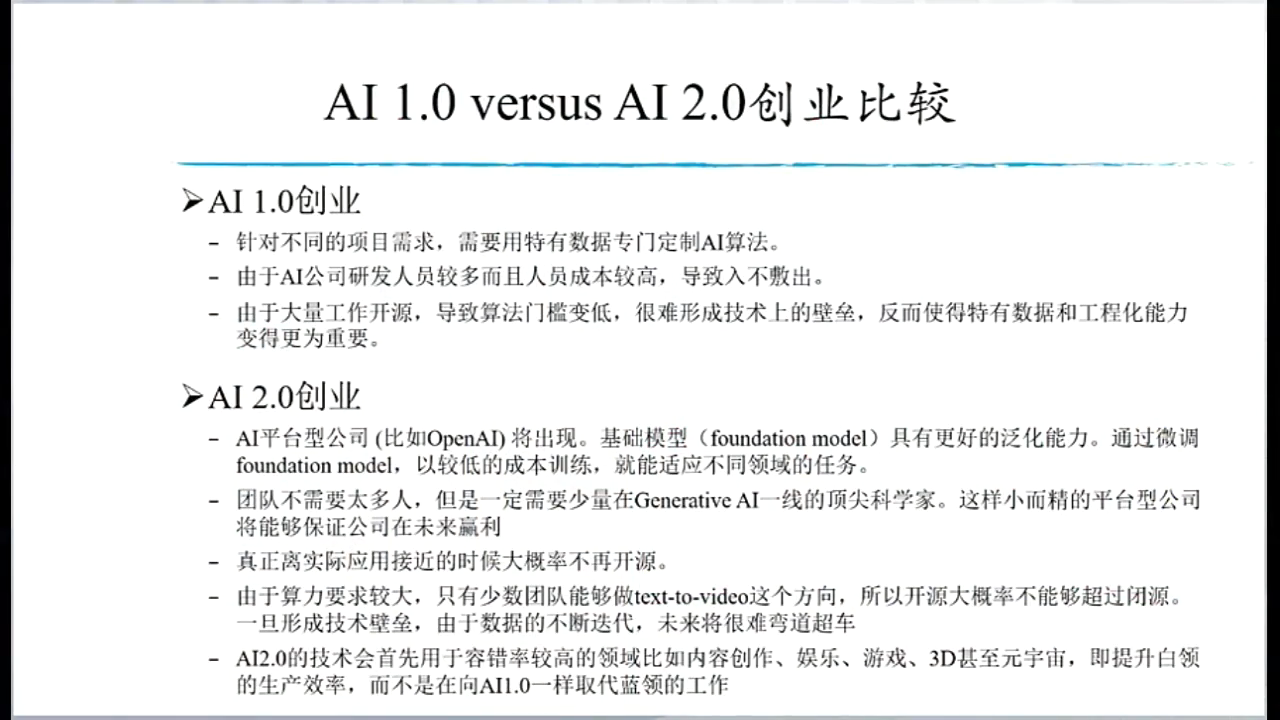 AI 1.0 versus AI 2.0创业比较
➢AI 1.0创业
– 针对不同的项目需求，需要用特有数据专门定制AI算法。
– 由于AI公司研发人员较多而且人员成本较高，导致入不敷出。
– 由于大量工作开源，导致算法门槛变低，很难形成技术上的壁垒，反而使得特有数据和工程化能力
变得更为重要。
➢AI 2.0创业
– AI平台型公司 (比如OpenAI) 将出现。基础模型（foundation model）具有更好的泛化能力。通过微调
foundation model，以较低的成本训练，就能适应不同领域的任务。
– 团队不需要太多人，但是一定需要少量在Generative AI一线的顶尖科学家。这样小而精的平台型公司
将能够保证公司在未来赢利
– 真正离实际应用接近的时候大概率不再开源。
– 由于算力要求较大，只有少数团队能够做text-to-video这个方向，所以开源大概率不能够超过闭源。
一旦形成技术壁垒，由于数据的不断迭代，未来将很难弯道超车
– AI2.0的技术会首先用于容错率较高的领域比如内容创作、娱乐、游戏、3D甚至元宇宙，即提升白领
的生产效率，而不是在向AI1.0一样取代蓝领的工作